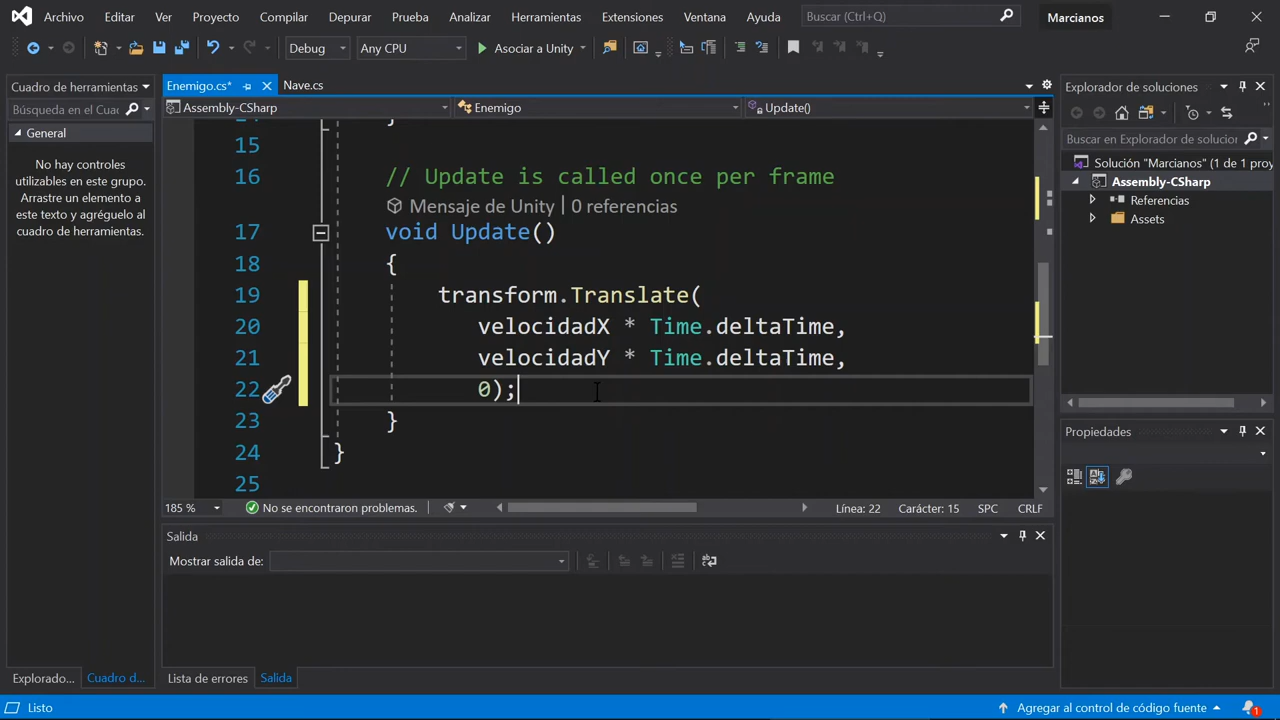 Archivo Editar Ver Proyecto Compilar Depurar Prueba Analizar Herramientas Extensiones Ventana Ayuda Buscar (Ctrl+Q) Marcianos
Debug Any CPU Asociar a Unity
Cuadro de herramientas
Búsqueda en el Cuac
General
No hay controles
utilizables en este grupo.
Arrastre un elemento a
este texto y agréguelo al
cuadro de herramientas.
Explorado... Cuadro d...
Enemigo.cs* Nave.cs
Assembly-CSharp Enemigo Update()
15
16 // Update is called once per frame
Mensaje de Unity | 0 referencias
17 void Update()
18 {
19 transform.Translate(
20 velocidadX * Time.deltaTime,
21 velocidadY * Time.deltaTime,
22 0);
23 }
24 }
25
185 % No se encontraron problemas. Línea: 22 Carácter: 15 SPC CRLF
Salida
Mostrar salida de:
Lista de errores Salida
Explorador de soluciones
Buscar en Explorador de solucior
Solución "Marcianos" (1 de 1 proy
Assembly-CSharp
Referencias
Assets
Propiedades
Listo Agregar al control de código fuente 1